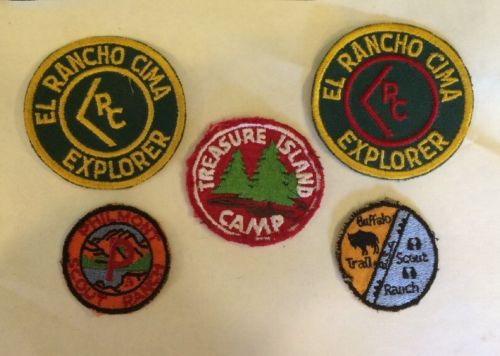 EL RANCHO CIMA
RC
EXPLORER
EL RANCHO CIMA
RC
EXPLORER
TREASURE ISLAND
CAMP
PHILMONT
SCOUT RANCH
Buffalo
Trail Scout
Ranch